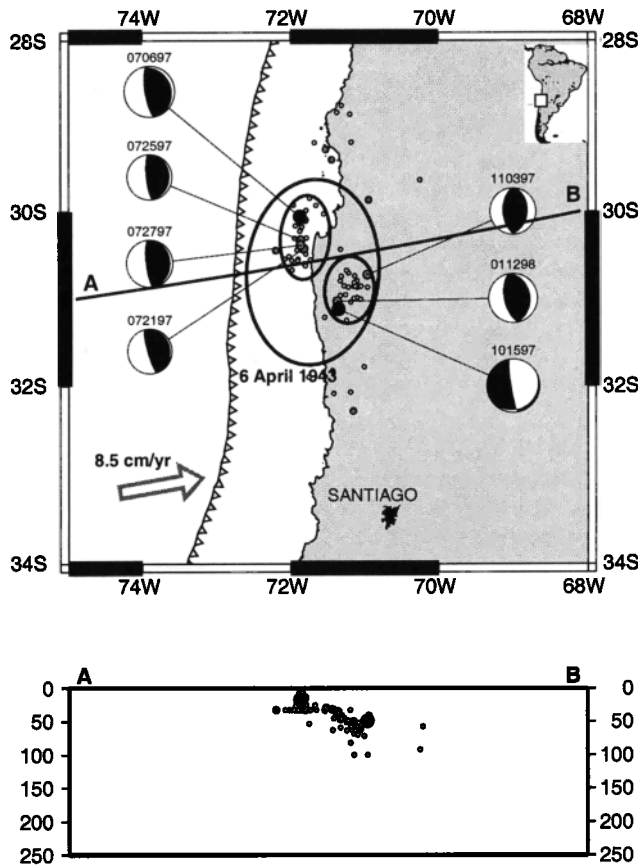 74W 72W 70W 68W
28S 28S
070697
072597
110397
B
30S 30S
072797
A
011298
072197
101597
32S 32S
6 April 1943
8.5 cm/yr
SANTIAGO
34S 34S
74W 72W 70W 68W
A B
0 0
50 50
100 100
150 150
200 200
250 250